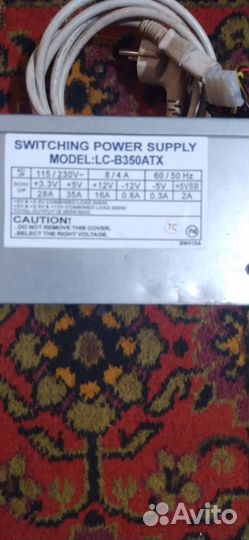 SWITCHING POWER SUPPLY
MODEL:LC-B350ATX
115 / 230V~ 8 / 4 A 60 / 50 Hz
+3.3V +5V +12V -12V -5V +5VSB
28A 35A 16A 0.8A 0.3A 2A
CAUTION!
..DO NOT REMOVE THIS COVER.
..SELECT THE RIGHT VOLTAGE.
Avito